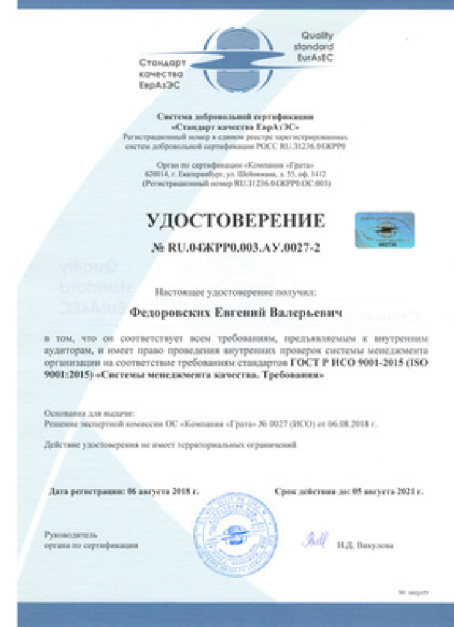 Quality
standard
EurAsEC
Стандарт
качества
ЕврАзЭС
Система добровольной сертификации
«Стандарт качества ЕврАзЭС»
Регистрационный номер в едином реестре зарегистрированных
систем добровольной сертификации РОСС RU.31236.04ЖРР0
Орган по сертификации «Компания «Грата»
620014, г. Екатеринбург, ул. Шейнкмана, д. 55, оф. 1412
(Регистрационный номер RU.31236.04ЖРР0.ОС.003)
УДОСТОВЕРЕНИЕ
№ RU.04ЖРР0.003.АУ.0027-2
Настоящее удостоверение получил:
Федоровских Евгений Валерьевич
в том, что он соответствует всем требованиям, предъявляемым к внутренним
аудиторам, и имеет право проведения внутренних проверок системы менеджмента
организации на соответствие требованиям стандартов ГОСТ Р ИСО 9001-2015 (ISO
9001:2015) «Системы менеджмента качества. Требования»
Основания для выдачи:
Решение экспертной комиссии ОС «Компания «Грата» № 0027 (ИСО) от 06.08.2018 г.
Действие удостоверения не имеет территориальных ограничений
Дата регистрации: 06 августа 2018 г. Срок действия до: 05 августа 2021 г.
Руководитель
органа по сертификации Н.Д. Викулова
№